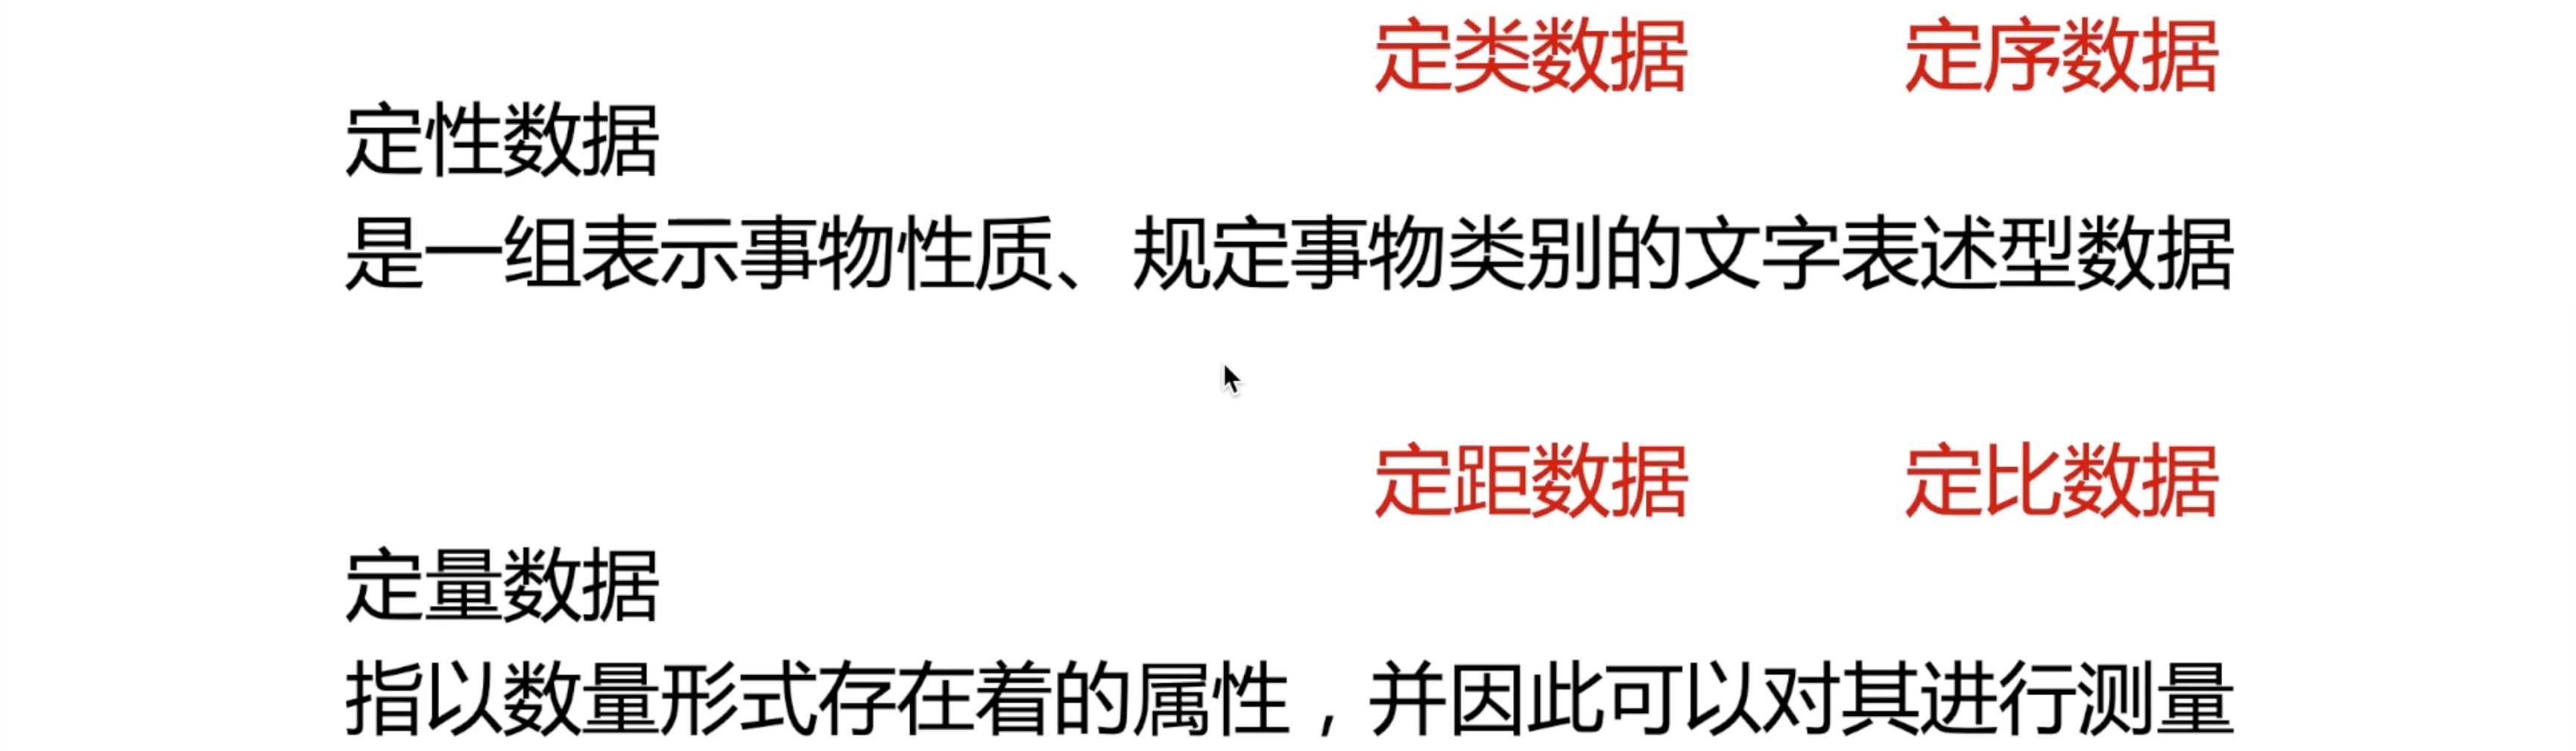 定类数据 定序数据
定性数据
是一组表示事物性质、规定事物类别的文字表述型数据
定距数据 定比数据
定量数据
指以数量形式存在着的属性，并因此可以对其进行测量